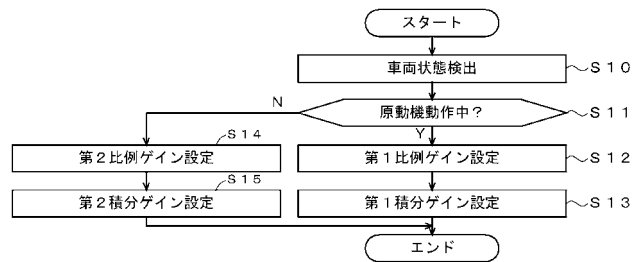 スタート
車両状態検出
S10
原動機動作中?
S11
N
Y
S14
第2比例ゲイン設定
第1比例ゲイン設定
S12
S15
第2積分ゲイン設定
第1積分ゲイン設定
S13
エンド